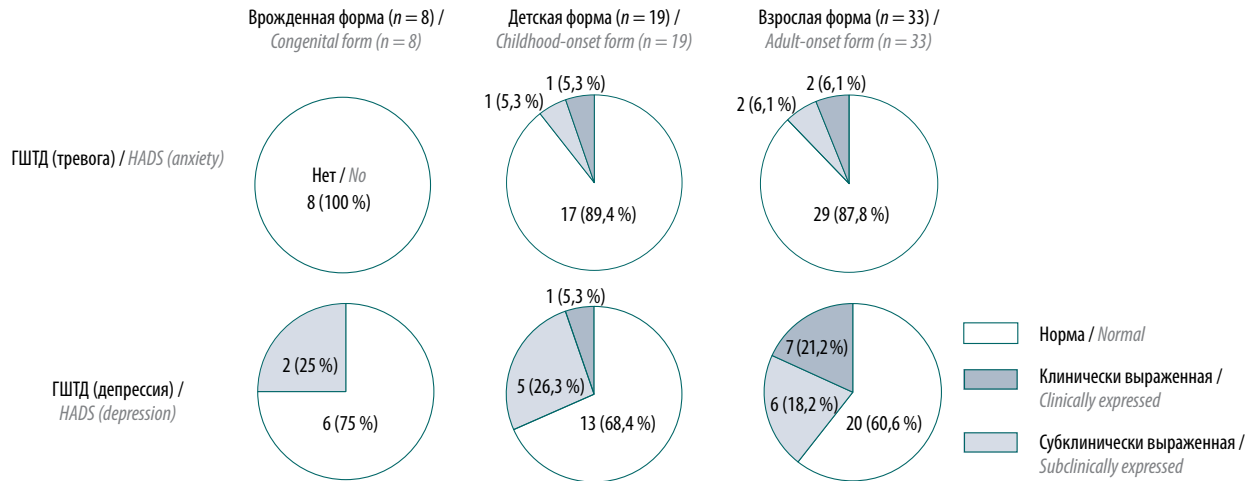 Врожденная форма (n = 8) /
Congenital form (n = 8)
Детская форма (n = 19) /
Childhood-onset form (n = 19)
Взрослая форма (n = 33) /
Adult-onset form (n = 33)
ГШТД (тревога) / HADS (anxiety)
Нет / No
8 (100 %)
1 (5,3 %)
1 (5,3 %)
17 (89,4 %)
2 (6,1 %)
2 (6,1 %)
29 (87,8 %)
ГШТД (депрессия) /
HADS (depression)
2 (25 %)
6 (75 %)
1 (5,3 %)
5 (26,3 %)
13 (68,4 %)
7 (21,2 %)
6 (18,2 %)
20 (60,6 %)
Норма / Normal
Клинически выраженная /
Clinically expressed
Субклинически выраженная /
Subclinically expressed